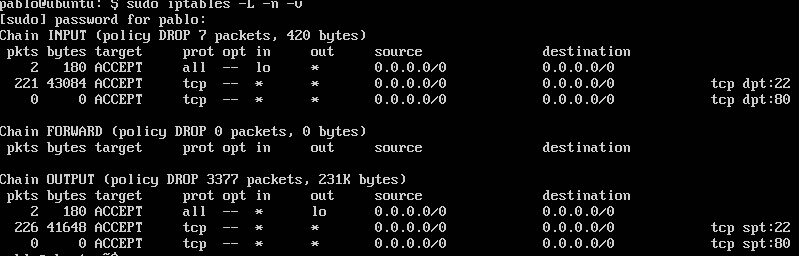 pablo@ubuntu:~$ sudo iptables -L -n -v
[sudo] password for pablo:
Chain INPUT (policy DROP 7 packets, 420 bytes)
pkts bytes target prot opt in out source destination
2 180 ACCEPT all -- lo * 0.0.0.0/0 0.0.0.0/0
221 43084 ACCEPT tcp -- * * 0.0.0.0/0 0.0.0.0/0 tcp dpt:22
0 0 ACCEPT tcp -- * * 0.0.0.0/0 0.0.0.0/0 tcp dpt:80
Chain FORWARD (policy DROP 0 packets, 0 bytes)
pkts bytes target prot opt in out source destination
Chain OUTPUT (policy DROP 3377 packets, 231K bytes)
pkts bytes target prot opt in out source destination
2 180 ACCEPT all -- * lo 0.0.0.0/0 0.0.0.0/0
226 41648 ACCEPT tcp -- * * 0.0.0.0/0 0.0.0.0/0 tcp spt:22
0 0 ACCEPT tcp -- * * 0.0.0.0/0 0.0.0.0/0 tcp spt:80